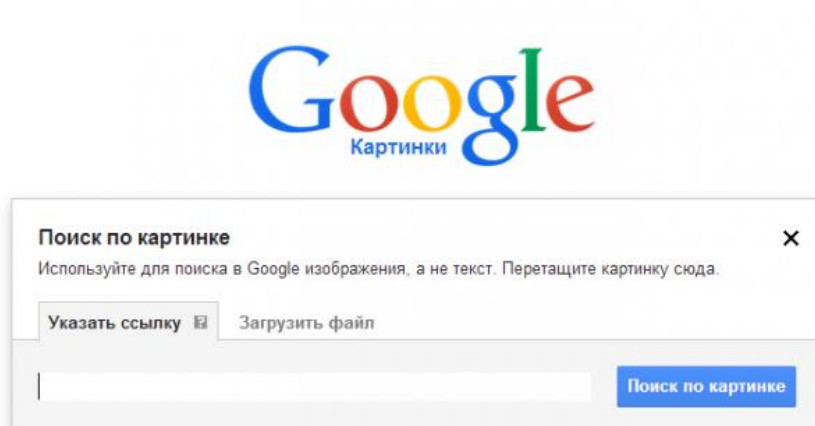 Google
Картинки
Поиск по картинке
Используйте для поиска в Google изображения, а не текст. Перетащите картинку сюда.
Указать ссылку ? Загрузить файл
Поиск по картинке